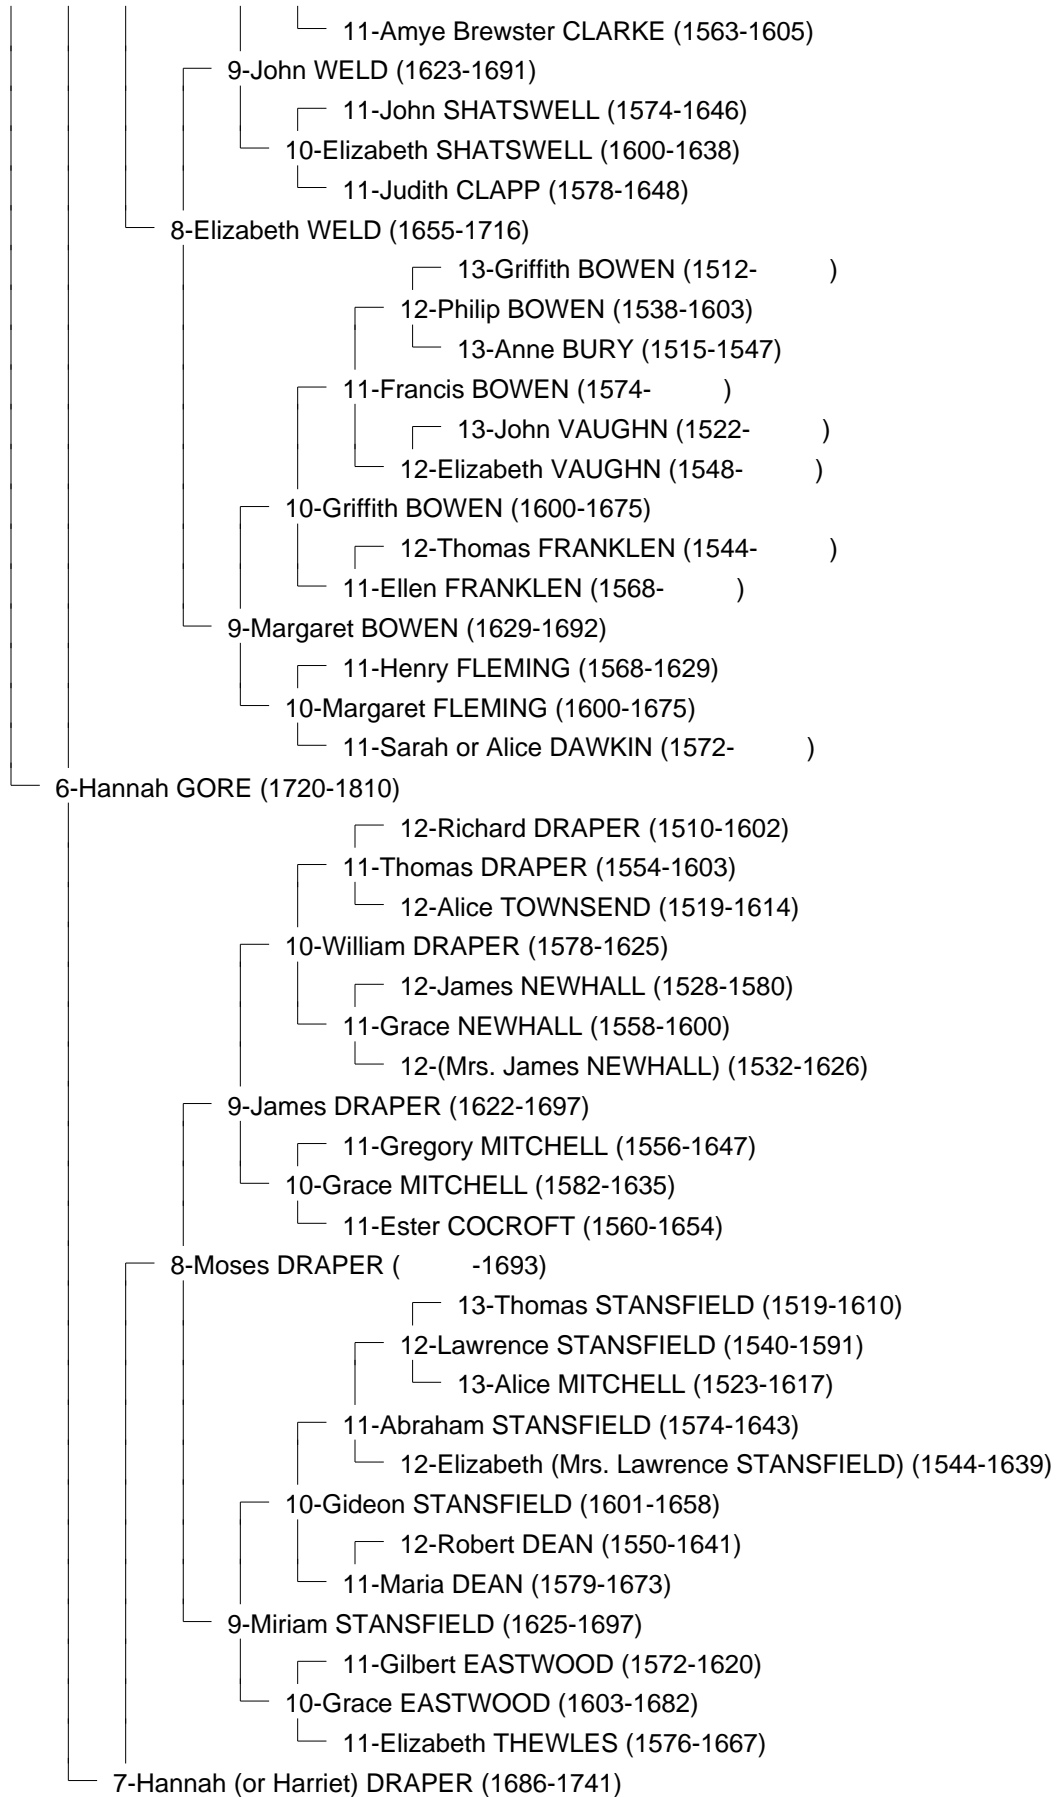 11-Amye Brewster CLARKE (1563-1605)
9-John WELD (1623-1691)
11-John SHATSWELL (1574-1646)
10-Elizabeth SHATSWELL (1600-1638)
11-Judith CLAPP (1578-1648)
8-Elizabeth WELD (1655-1716)
13-Griffith BOWEN (1512- )
12-Philip BOWEN (1538-1603)
13-Anne BURY (1515-1547)
11-Francis BOWEN (1574- )
13-John VAUGHN (1522- )
12-Elizabeth VAUGHN (1548- )
10-Griffith BOWEN (1600-1675)
12-Thomas FRANKLEN (1544- )
11-Ellen FRANKLEN (1568- )
9-Margaret BOWEN (1629-1692)
11-Henry FLEMING (1568-1629)
10-Margaret FLEMING (1600-1675)
11-Sarah or Alice DAWKIN (1572- )
6-Hannah GORE (1720-1810)
12-Richard DRAPER (1510-1602)
11-Thomas DRAPER (1554-1603)
12-Alice TOWNSEND (1519-1614)
10-William DRAPER (1578-1625)
12-James NEWHALL (1528-1580)
11-Grace NEWHALL (1558-1600)
12-(Mrs. James NEWHALL) (1532-1626)
9-James DRAPER (1622-1697)
11-Gregory MITCHELL (1556-1647)
10-Grace MITCHELL (1582-1635)
11-Ester COCROFT (1560-1654)
8-Moses DRAPER ( -1693)
13-Thomas STANSFIELD (1519-1610)
12-Lawrence STANSFIELD (1540-1591)
13-Alice MITCHELL (1523-1617)
11-Abraham STANSFIELD (1574-1643)
12-Elizabeth (Mrs. Lawrence STANSFIELD) (1544-1639)
10-Gideon STANSFIELD (1601-1658)
12-Robert DEAN (1550-1641)
11-Maria DEAN (1579-1673)
9-Miriam STANSFIELD (1625-1697)
11-Gilbert EASTWOOD (1572-1620)
10-Grace EASTWOOD (1603-1682)
11-Elizabeth THEWLES (1576-1667)
7-Hannah (or Harriet) DRAPER (1686-1741)